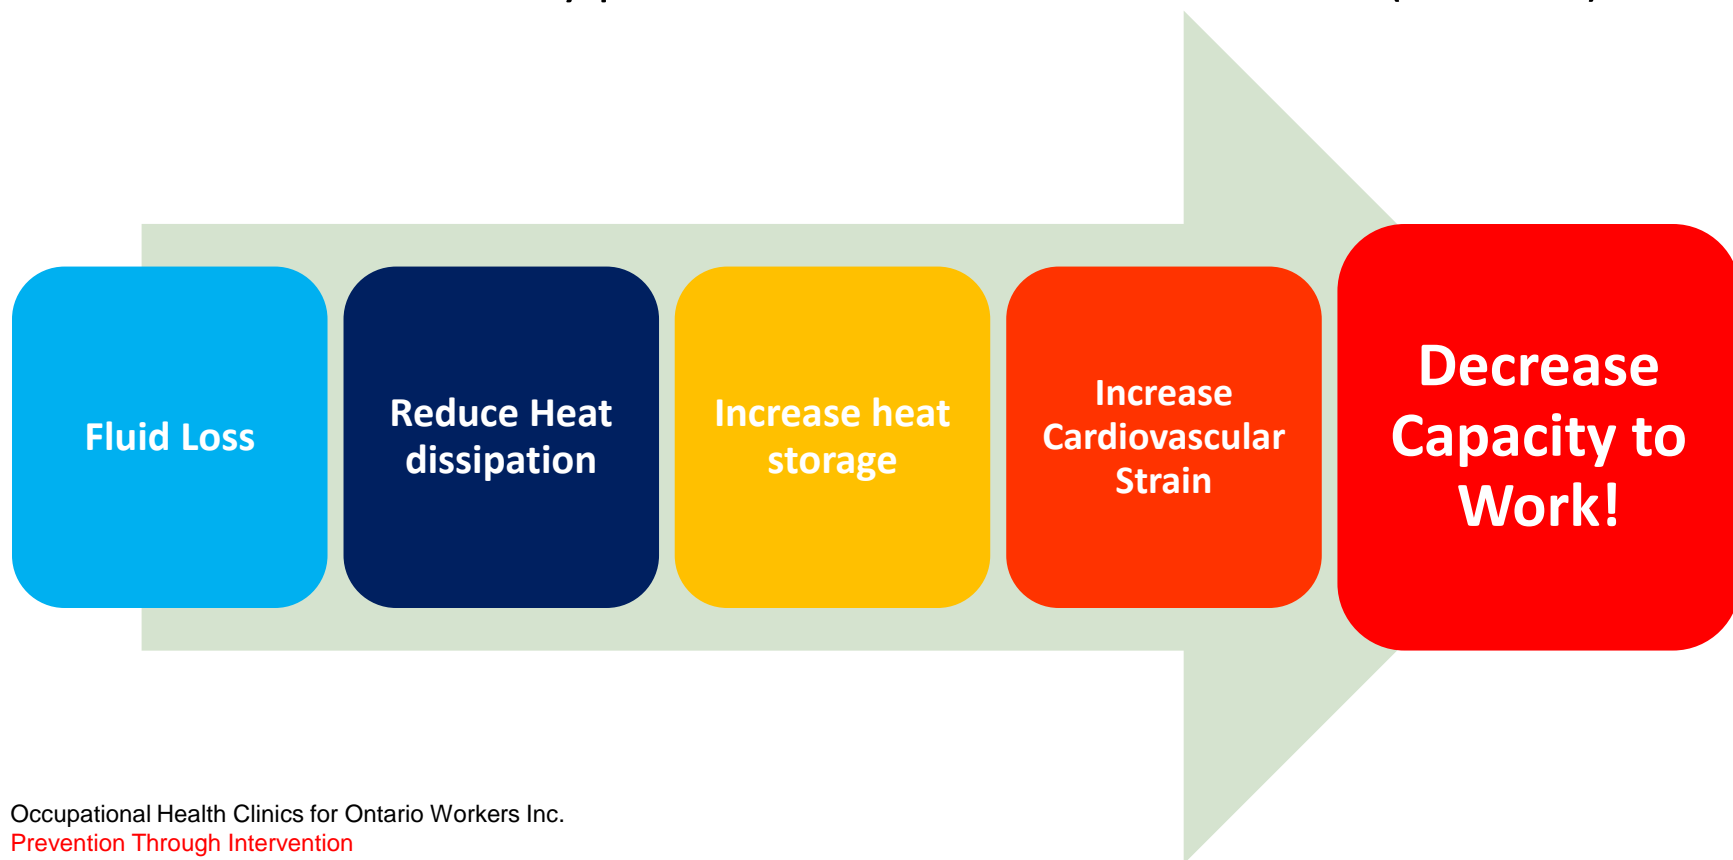 Fluid Loss
Reduce Heat
dissipation
Increase heat
storage
Increase
Cardiovascular
Strain
Decrease
Capacity to
Work!
Occupational Health Clinics for Ontario Workers Inc.
Prevention Through Intervention